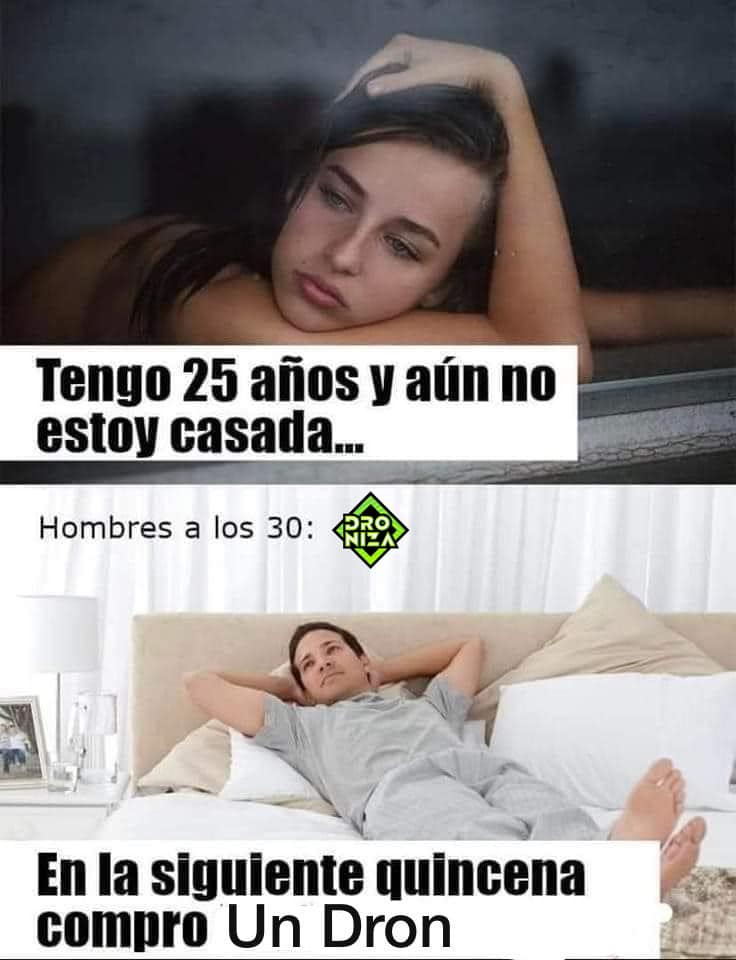 Tengo 25 años y aún no
estoy casada...
Hombres a los 30:
DRO
NIZA
En la siguiente quincena
compro Un Dron